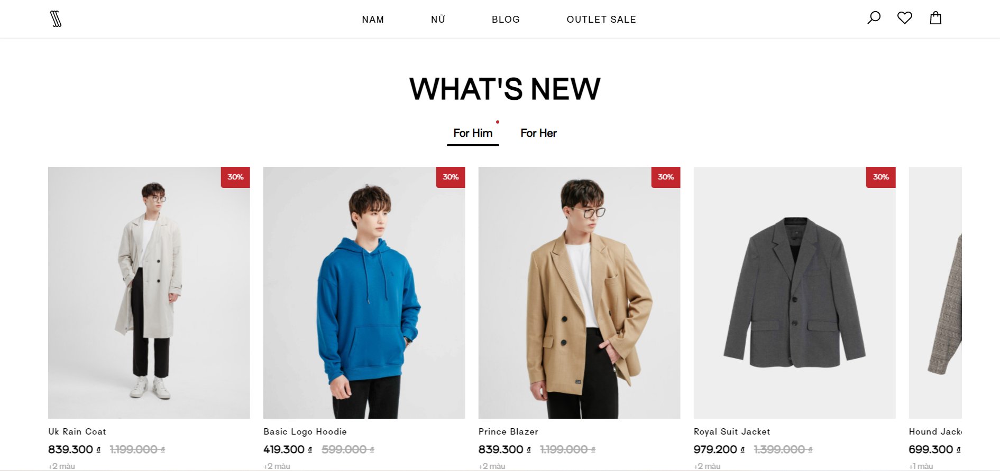 NAM NỮ BLOG OUTLET SALE
WHAT'S NEW
For Him For Her
30% 30% 30% 30%
Uk Rain Coat
839.300 ₫ 1.199.000 ₫
+2 màu
Basic Logo Hoodie
419.300 ₫ 599.000 ₫
+2 màu
Prince Blazer
839.300 ₫ 1.199.000 ₫
+2 màu
Royal Suit Jacket
979.200 ₫ 1.399.000 ₫
+2 màu
Hound
699.300 ₫
+1 màu